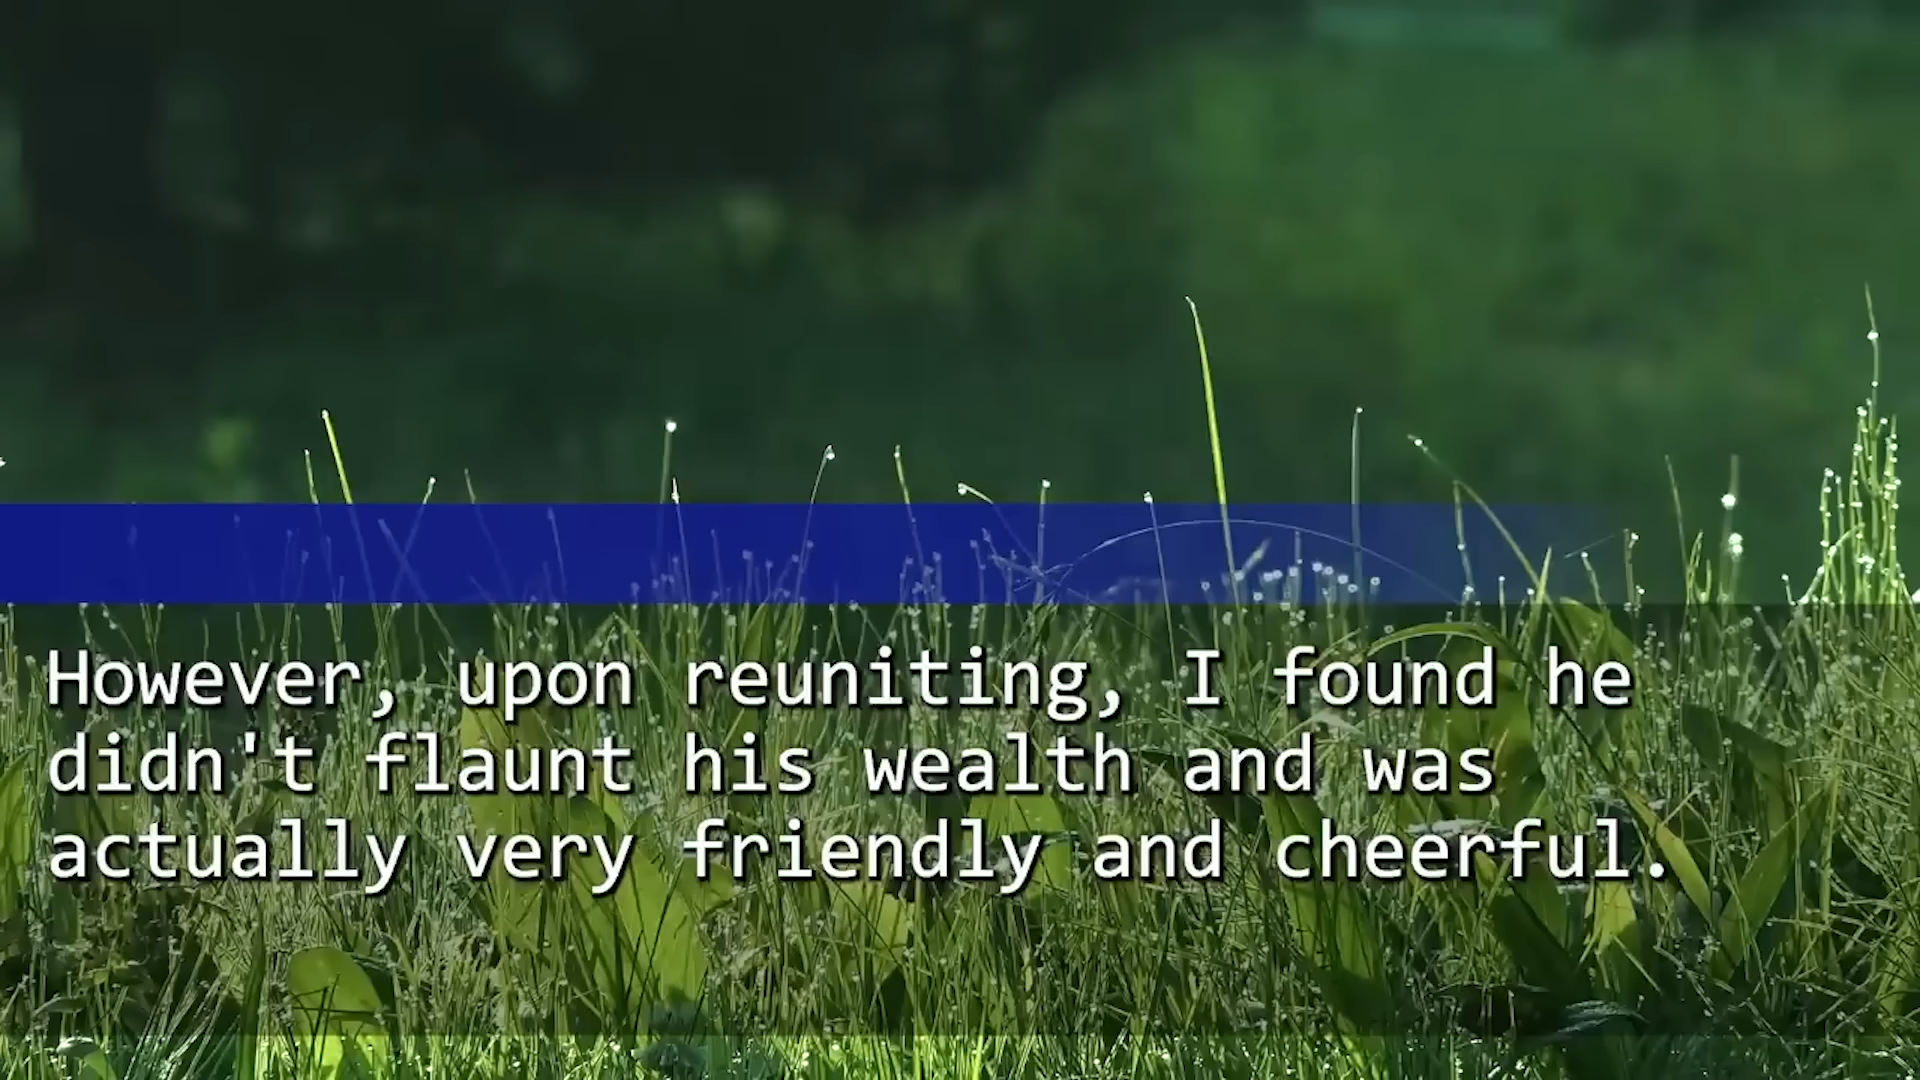 However, upon reuniting, I found he
didn't flaunt his wealth and was
actually very friendly and cheerful.